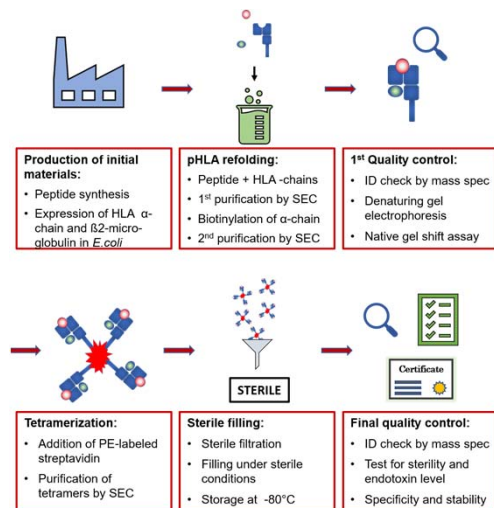 Production of initial
materials:
• Peptide synthesis
• Expression of HLA α-
chain and ß2-micro-
globulin in E.coli
pHLA refolding:
• Peptide + HLA -chains
• 1st purification by SEC
• Biotinylation of α-chain
• 2nd purification by SEC
1st Quality control:
• ID check by mass spec
• Denaturing gel
electrophoresis
• Native gel shift assay
STERILE
Certificate
Tetramerization:
• Addition of PE-labeled
streptavidin
• Purification of
tetramers by SEC
Sterile filling:
• Sterile filtration
• Filling under sterile
conditions
• Storage at -80°C
Final quality control:
• ID check by mass spec
• Test for sterility and
endotoxin level
• Specificity and stability